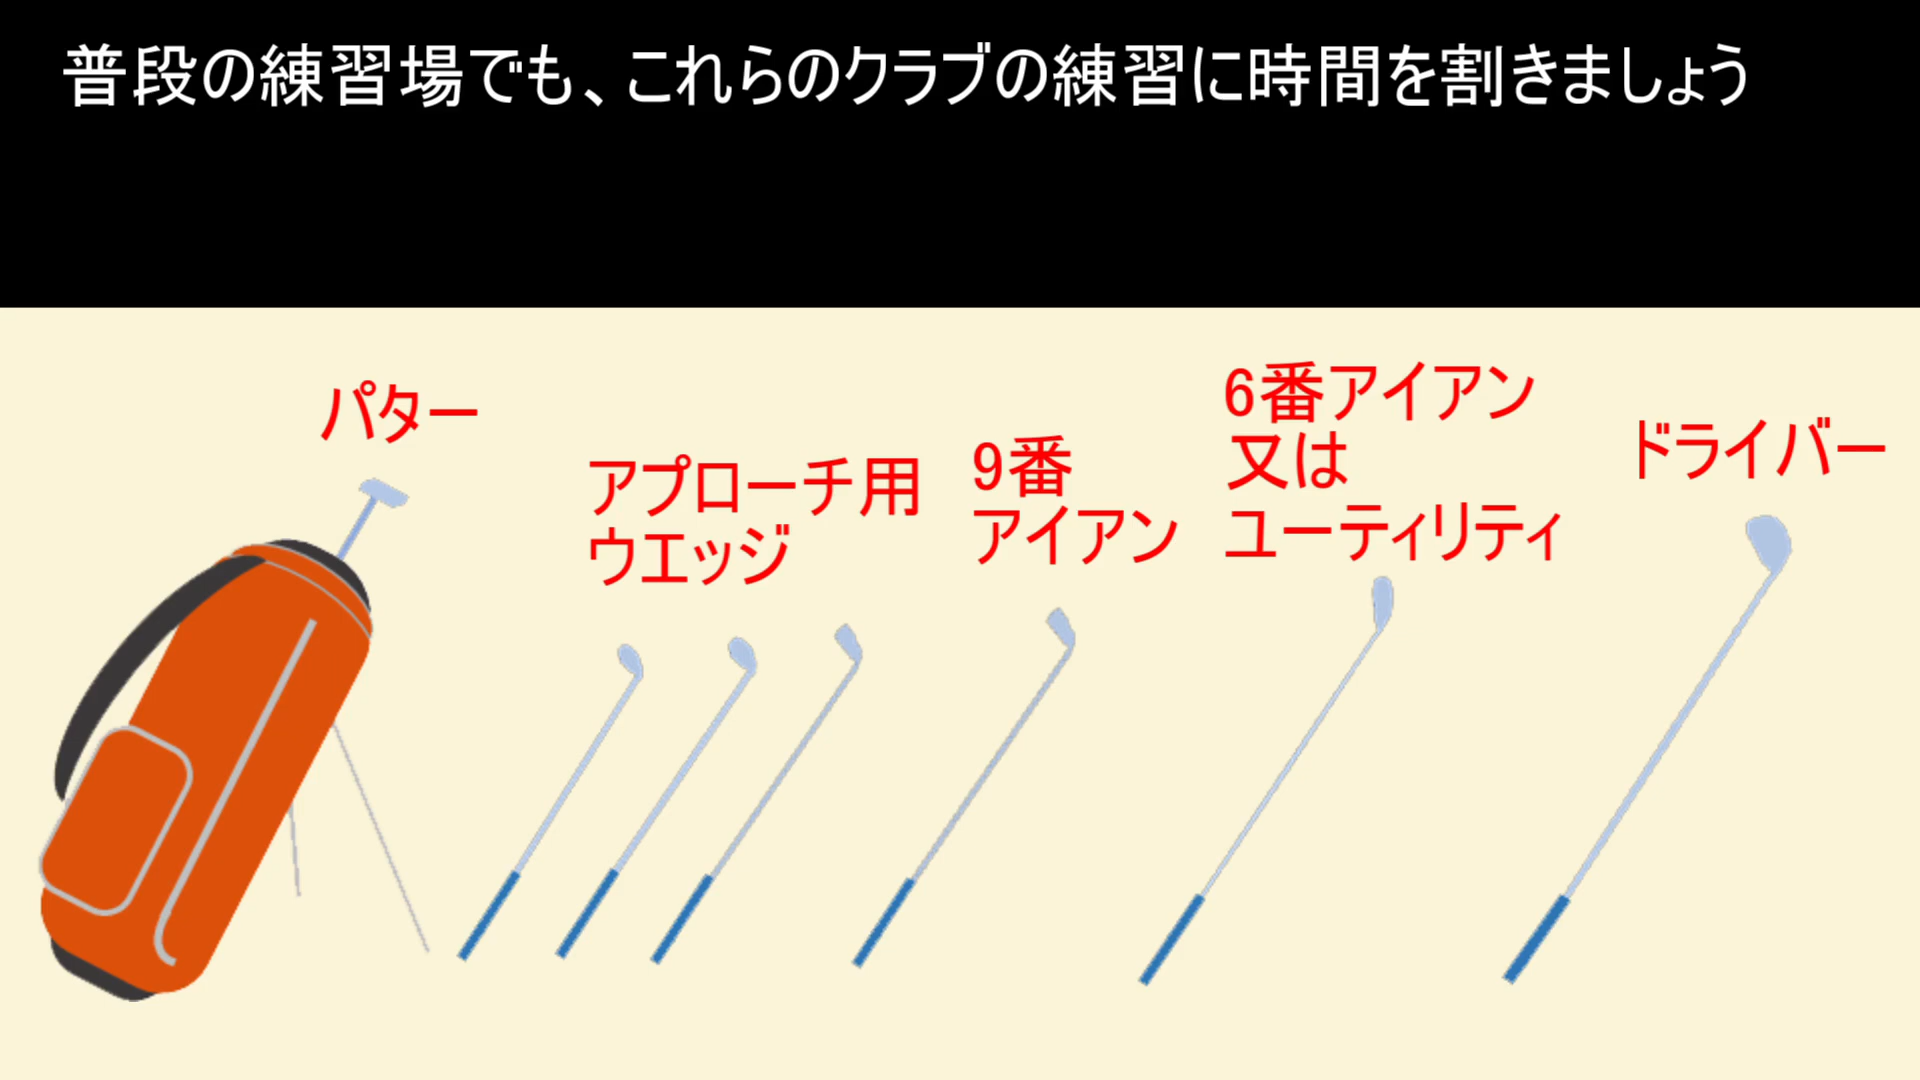 普段の練習場でも、これらのクラブの練習に時間を割きましょう
パター
アプローチ用
ウエッジ
9番
アイアン
6番アイアン
又は
ユーティリティ
ドライバー